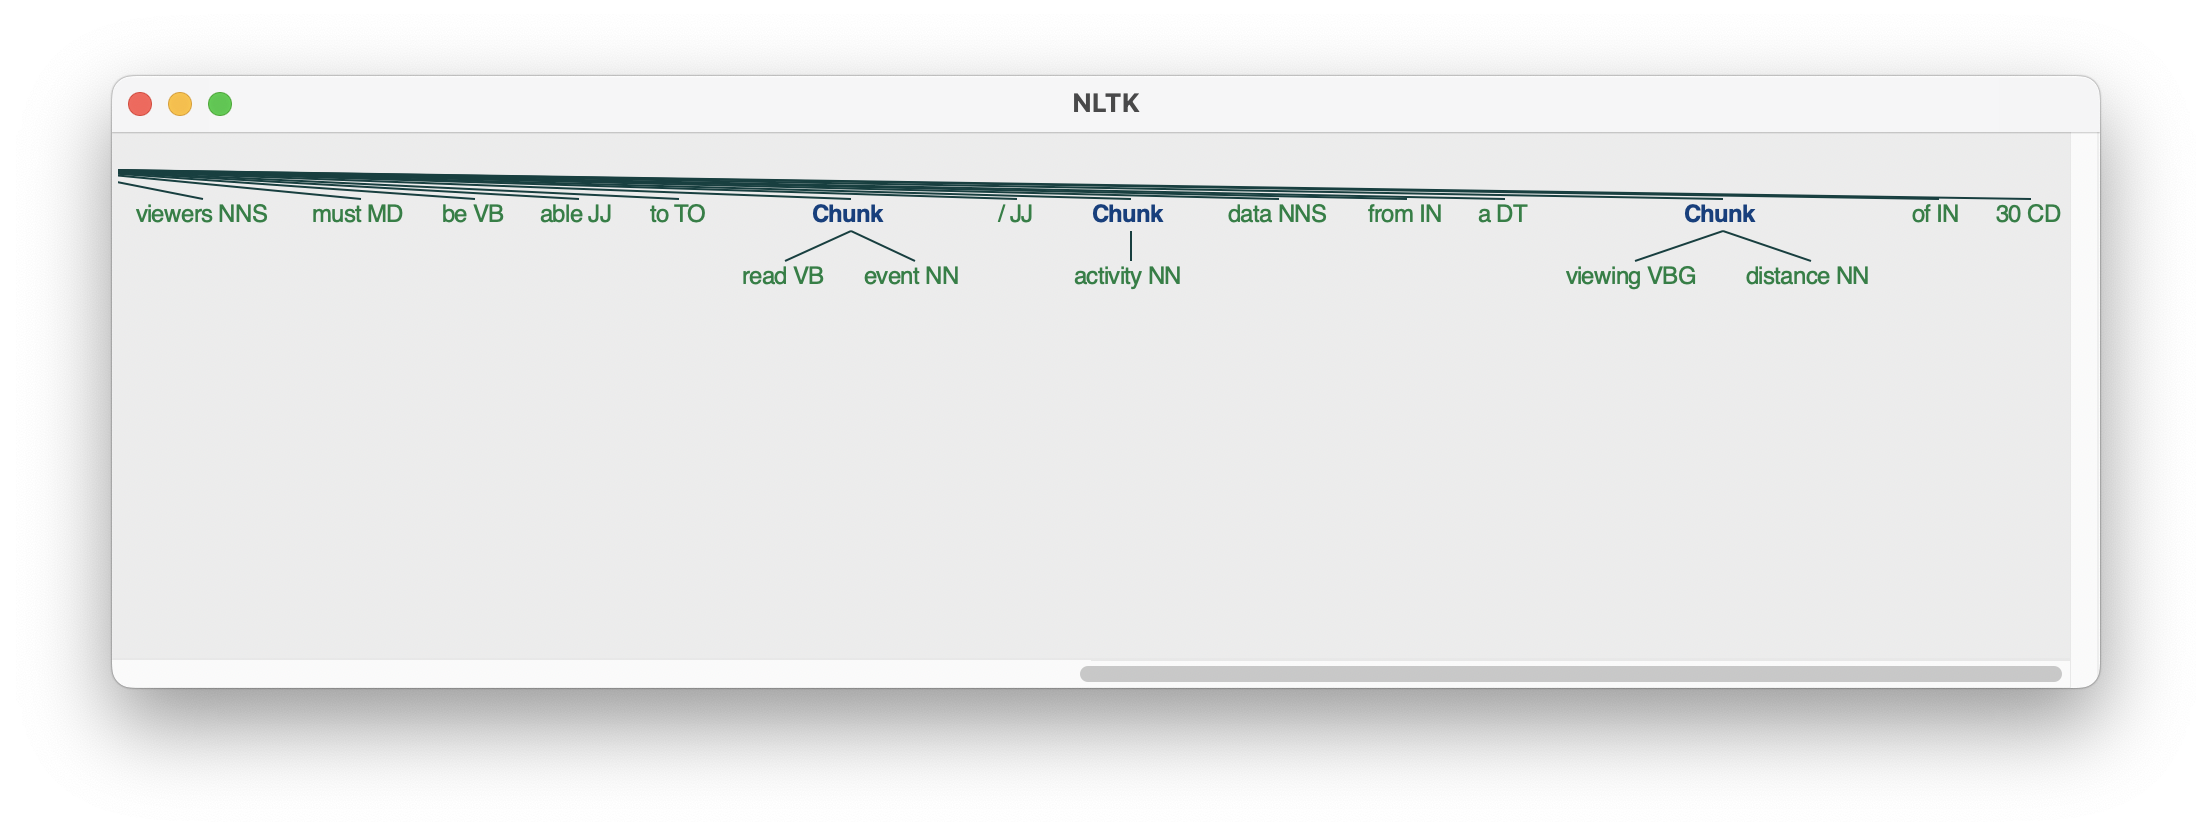 NLTK
viewers NNS must MD be VB able JJ to TO Chunk / JJ Chunk data NNS from IN a DT Chunk of IN 30 CD
read VB event NN activity NN viewing VBG distance NN